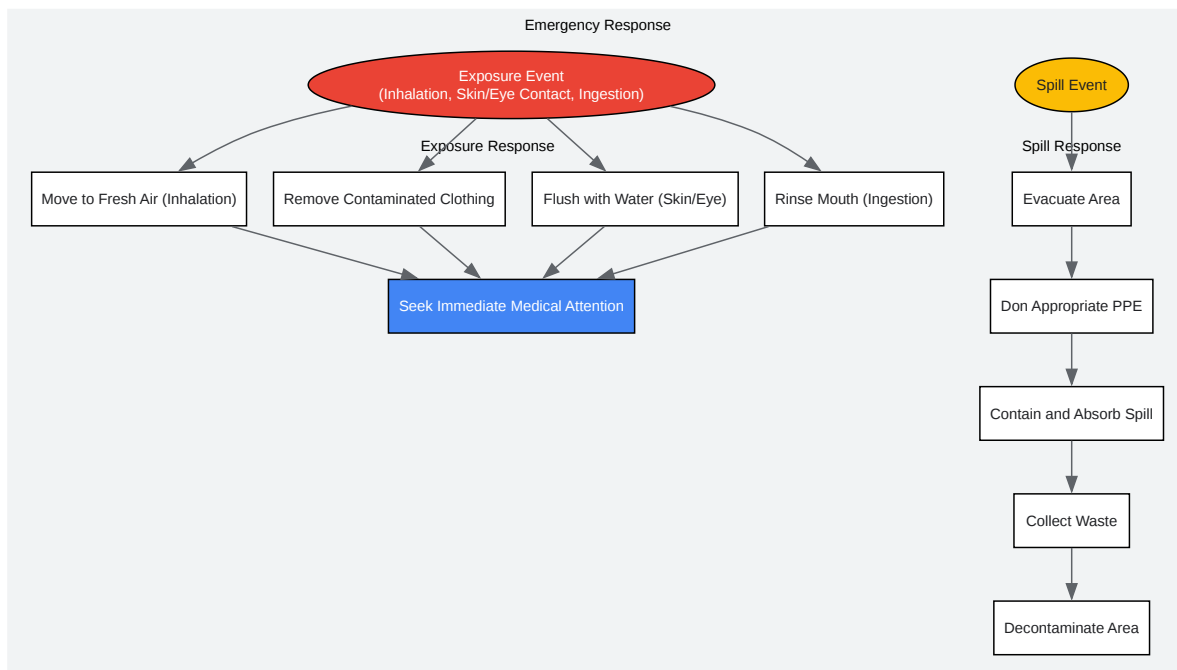 Emergency Response
Exposure Event
(Inhalation, Skin/Eye Contact, Ingestion)
Spill Event
Exposure Response
Spill Response
Move to Fresh Air (Inhalation)
Remove Contaminated Clothing
Flush with Water (Skin/Eye)
Rinse Mouth (Ingestion)
Evacuate Area
Seek Immediate Medical Attention
Don Appropriate PPE
Contain and Absorb Spill
Collect Waste
Decontaminate Area